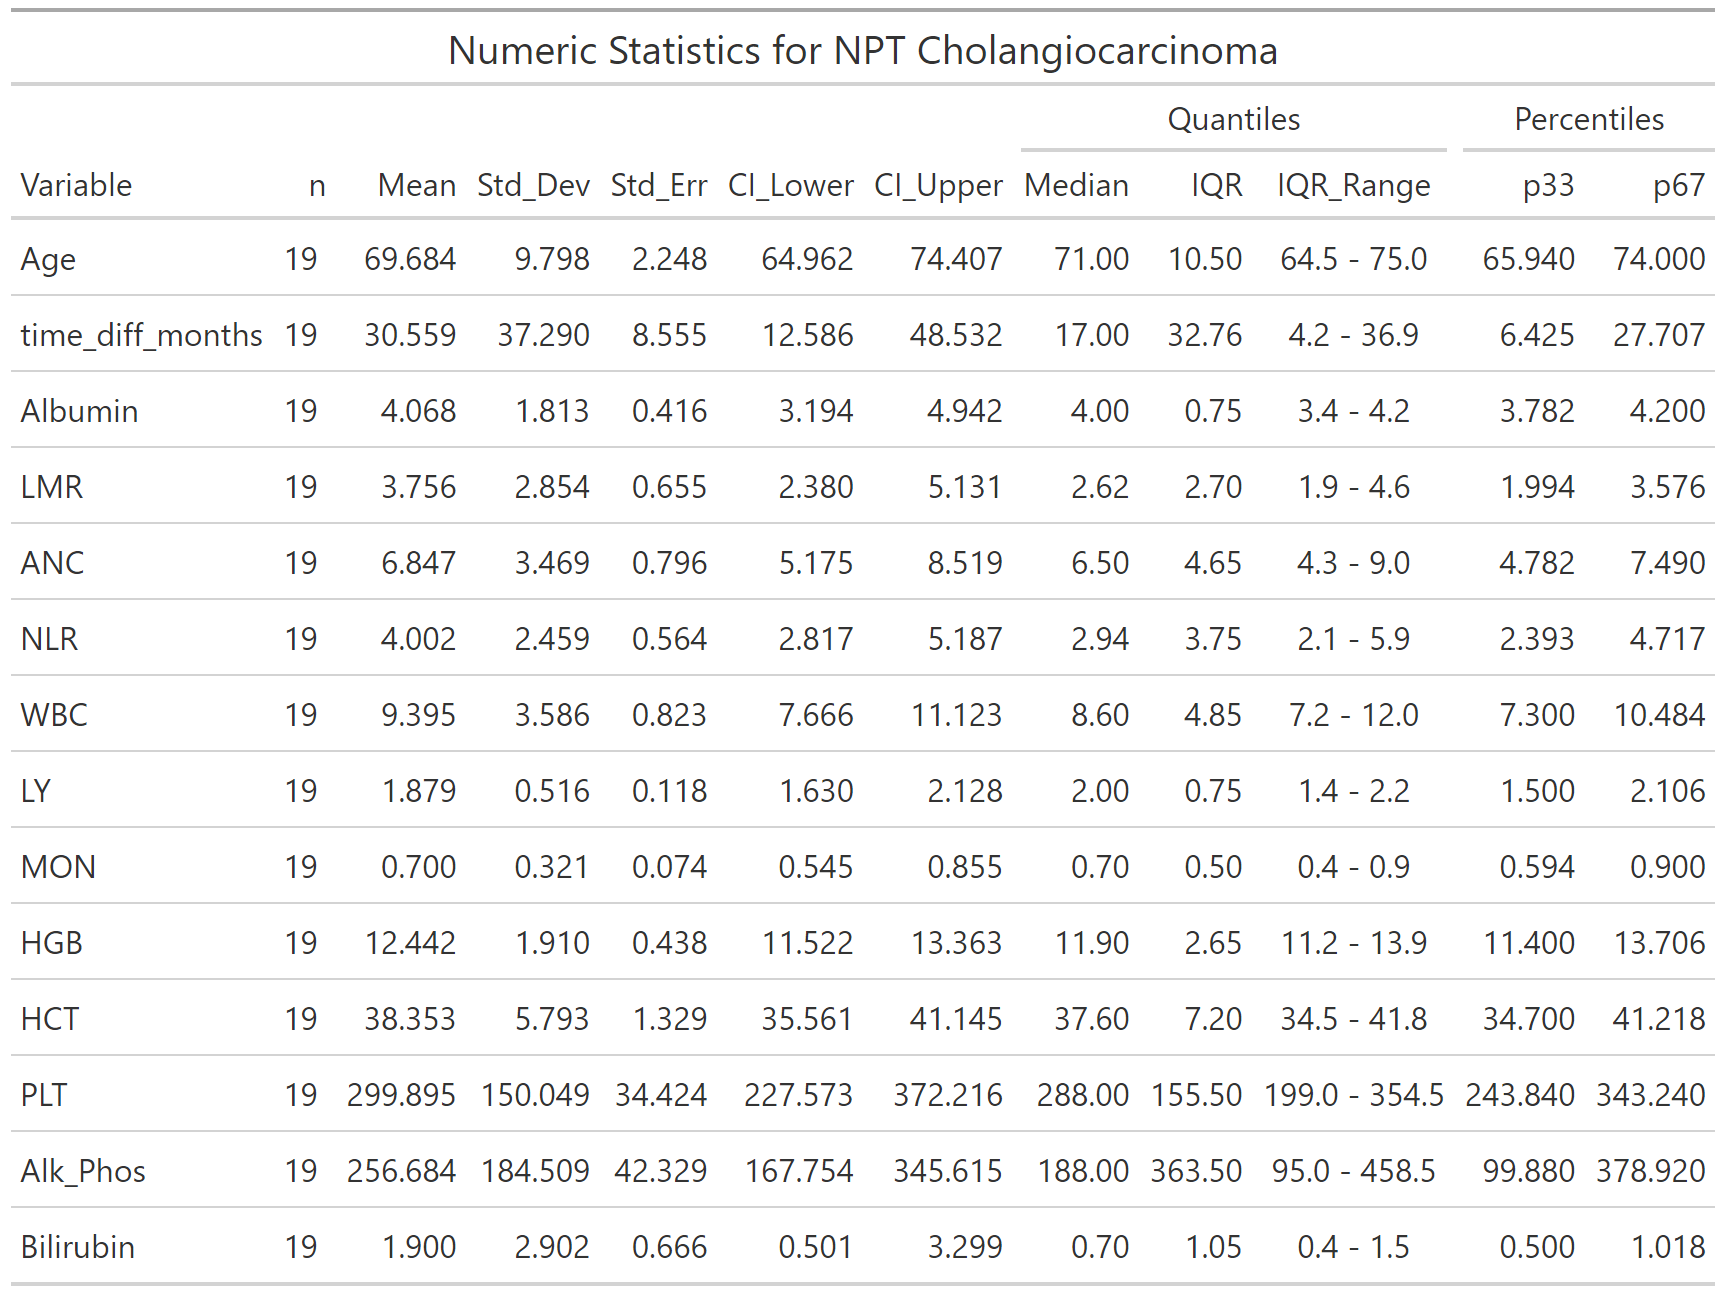 Numeric Statistics for NPT Cholangiocarcinoma
Quantiles Percentiles
Variable n Mean Std_Dev Std_Err CI_Lower CI_Upper Median IQR IQR_Range p33 p67
Age 19 69.684 9.798 2.248 64.962 74.407 71.00 10.50 64.5 - 75.0 65.940 74.000
time_diff_months 19 30.559 37.290 8.555 12.586 48.532 17.00 32.76 4.2 - 36.9 6.425 27.707
Albumin 19 4.068 1.813 0.416 3.194 4.942 4.00 0.75 3.4 - 4.2 3.782 4.200
LMR 19 3.756 2.854 0.655 2.380 5.131 2.62 2.70 1.9 - 4.6 1.994 3.576
ANC 19 6.847 3.469 0.796 5.175 8.519 6.50 4.65 4.3 - 9.0 4.782 7.490
NLR 19 4.002 2.459 0.564 2.817 5.187 2.94 3.75 2.1 - 5.9 2.393 4.717
WBC 19 9.395 3.586 0.823 7.666 11.123 8.60 4.85 7.2 - 12.0 7.300 10.484
LY 19 1.879 0.516 0.118 1.630 2.128 2.00 0.75 1.4 - 2.2 1.500 2.106
MON 19 0.700 0.321 0.074 0.545 0.855 0.70 0.50 0.4 - 0.9 0.594 0.900
HGB 19 12.442 1.910 0.438 11.522 13.363 11.90 2.65 11.2 - 13.9 11.400 13.706
HCT 19 38.353 5.793 1.329 35.561 41.145 37.60 7.20 34.5 - 41.8 34.700 41.218
PLT 19 299.895 150.049 34.424 227.573 372.216 288.00 155.50 199.0 - 354.5 243.840 343.240
Alk_Phos 19 256.684 184.509 42.329 167.754 345.615 188.00 363.50 95.0 - 458.5 99.880 378.920
Bilirubin 19 1.900 2.902 0.666 0.501 3.299 0.70 1.05 0.4 - 1.5 0.500 1.018